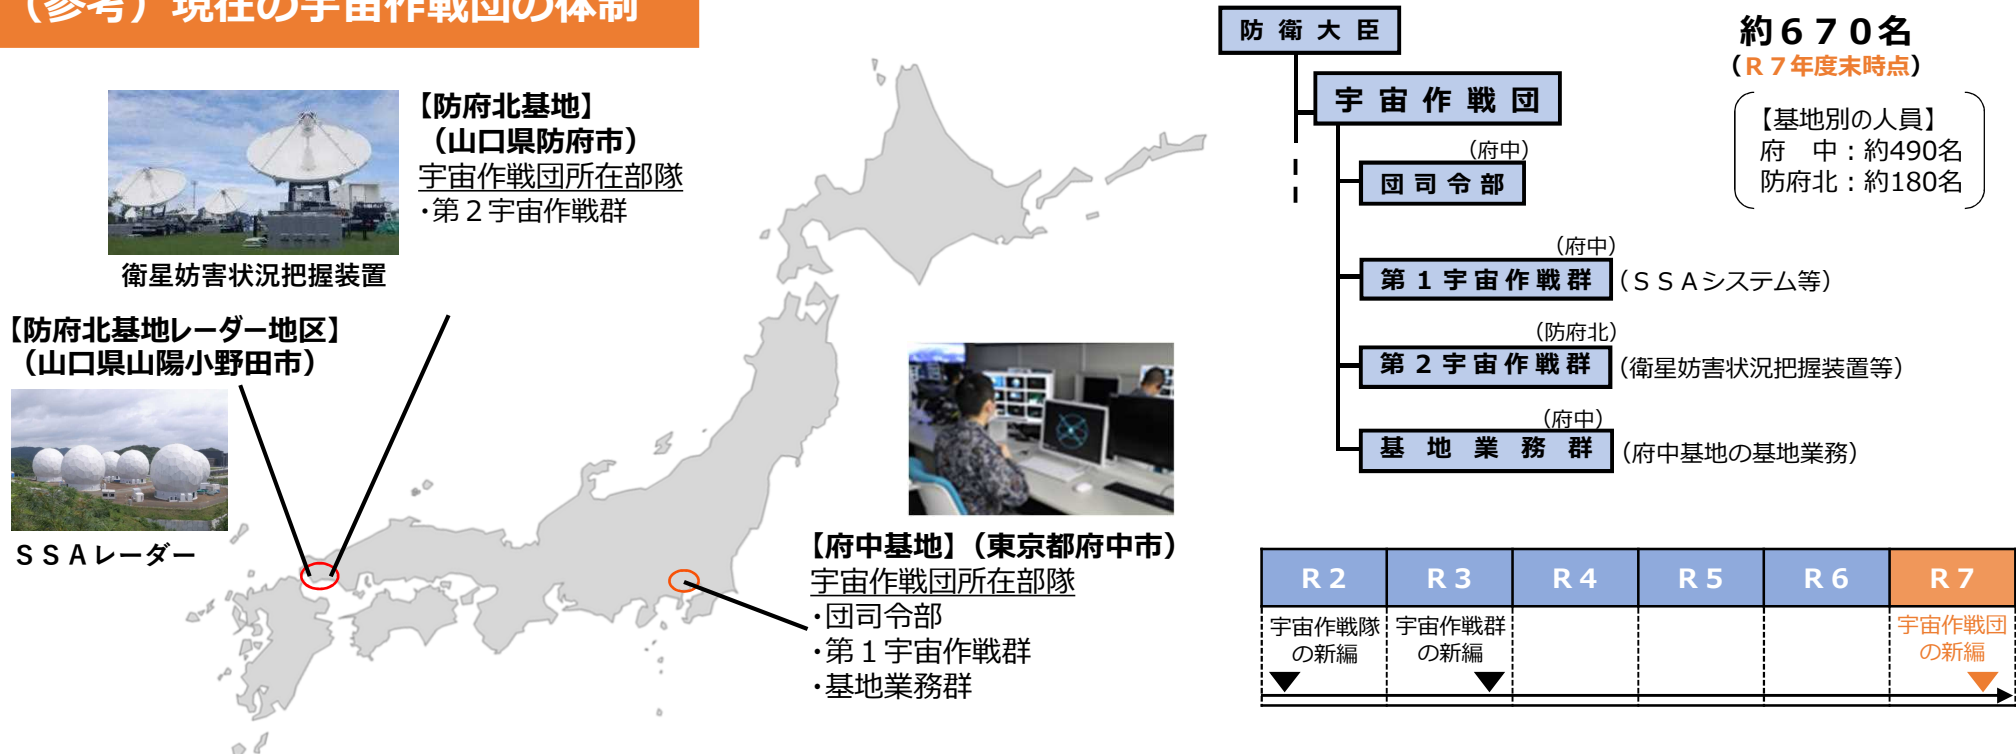 （参考）現在の宇宙作戦団の体制
【防府北基地】
（山口県防府市）
宇宙作戦団所在部隊
・第２宇宙作戦群
衛星妨害状況把握装置
【防府北基地レーダー地区】
（山口県山陽小野田市）
ＳＳＡレーダー
【府中基地】（東京都府中市）
宇宙作戦団所在部隊
・団司令部
・第１宇宙作戦群
・基地業務群
防衛大臣
宇宙作戦団
（府中）
団司令部
（府中）
第１宇宙作戦群（ＳＳＡシステム等）
（防府北）
第２宇宙作戦群（衛星妨害状況把握装置等）
（府中）
基地業務群（府中基地の基地業務）
約６７０名
（Ｒ７年度末時点）
【基地別の人員】
府　中：約490名
防府北：約180名
Ｒ２ Ｒ３ Ｒ４ Ｒ５ Ｒ６ Ｒ７
宇宙作戦隊
の新編
宇宙作戦群
の新編
宇宙作戦団
の新編